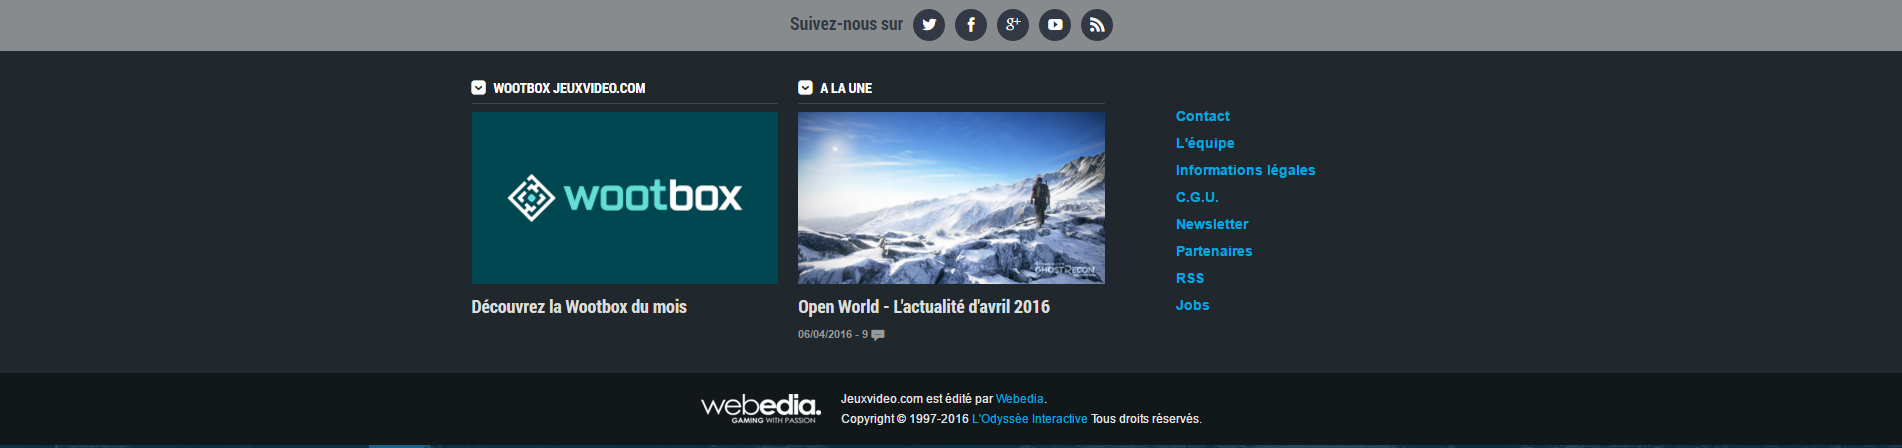 Suivez-nous sur
g+
WOOTBOX JEUXVIDEO.COM
wootbox
Découvrez la Wootbox du mois
A LA UNE
GHOST RECON
Open World - L'actualité d'avril 2016
06/04/2016 - 9
Contact
L'équipe
Informations légales
C.G.U.
Newsletter
Partenaires
RSS
Jobs
webedia.
GAMING WITH PASSION
Jeuxvideo.com est édité par Webedia.
Copyright © 1997-2016 L'Odyssée Interactive Tous droits réservés.